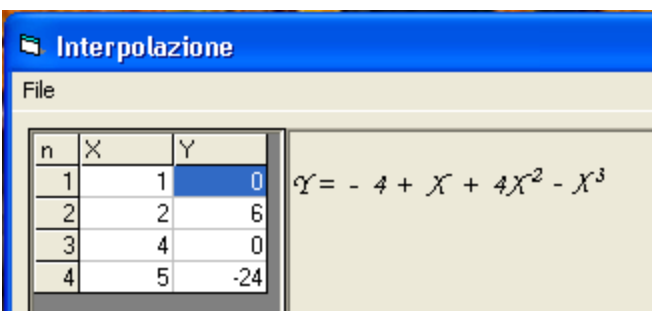 Interpolazione
File
n X Y
1 1 0
2 2 6
3 4 0
4 5 -24
Y = - 4 + X + 4X² - X³